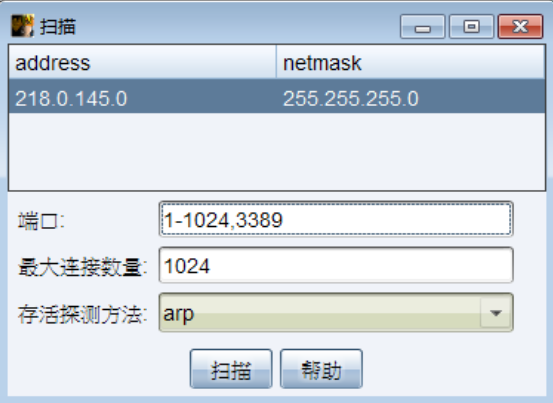 扫描
address netmask
218.0.145.0 255.255.255.0
端口: 1-1024,3389
最大连接数量: 1024
存活探测方法: arp
扫描 帮助